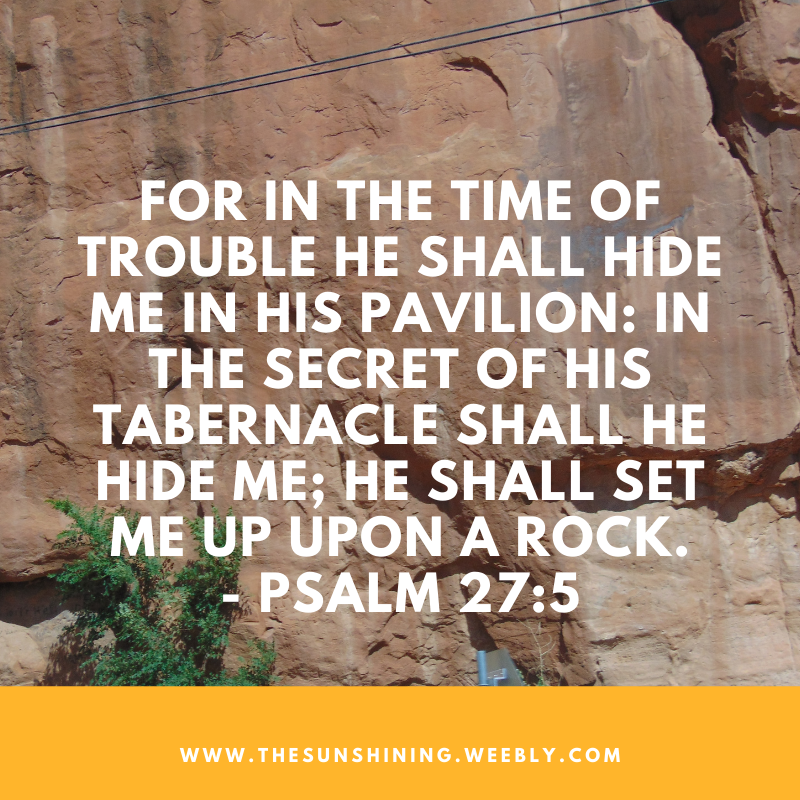 FOR IN THE TIME OF
TROUBLE HE SHALL HIDE
ME IN HIS PAVILION: IN
THE SECRET OF HIS
TABERNACLE SHALL HE
HIDE ME; HE SHALL SET
ME UP UPON A ROCK.
- PSALM 27:5
WWW.THESUNSHINING.WEEBLY.COM